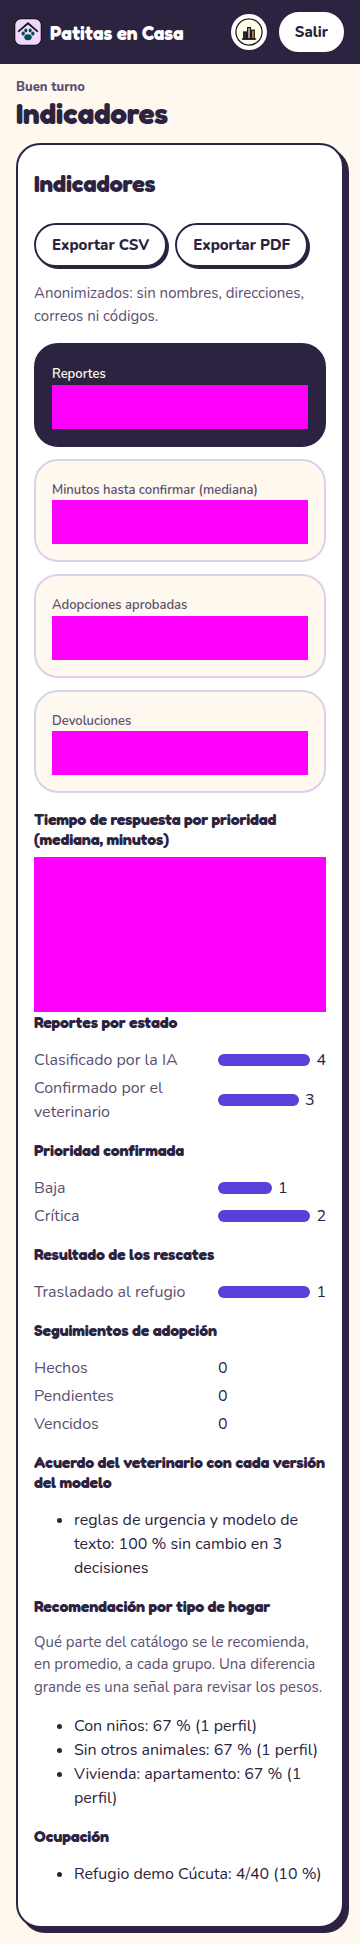 Patitas en Casa
Salir
Buen turno
Indicadores
Indicadores
Exportar CSV
Exportar PDF
Anonimizados: sin nombres, direcciones,
correos ni códigos.
Reportes
Minutos hasta confirmar (mediana)
Adopciones aprobadas
Devoluciones
Tiempo de respuesta por prioridad
(mediana, minutos)
Reportes por estado
Clasificado por la IA 4
Confirmado por el
veterinario 3
Prioridad confirmada
Baja 1
Crítica 2
Resultado de los rescates
Trasladado al refugio 1
Seguimientos de adopción
Hechos 0
Pendientes 0
Vencidos 0
Acuerdo del veterinario con cada versión
del modelo
• reglas de urgencia y modelo de
texto: 100 % sin cambio en 3
decisiones
Recomendación por tipo de hogar
Qué parte del catálogo se le recomienda,
en promedio, a cada grupo. Una diferencia
grande es una señal para revisar los pesos.
• Con niños: 67 % (1 perfil)
• Sin otros animales: 67 % (1 perfil)
• Vivienda: apartamento: 67 % (1
perfil)
Ocupación
• Refugio demo Cúcuta: 4/40 (10 %)